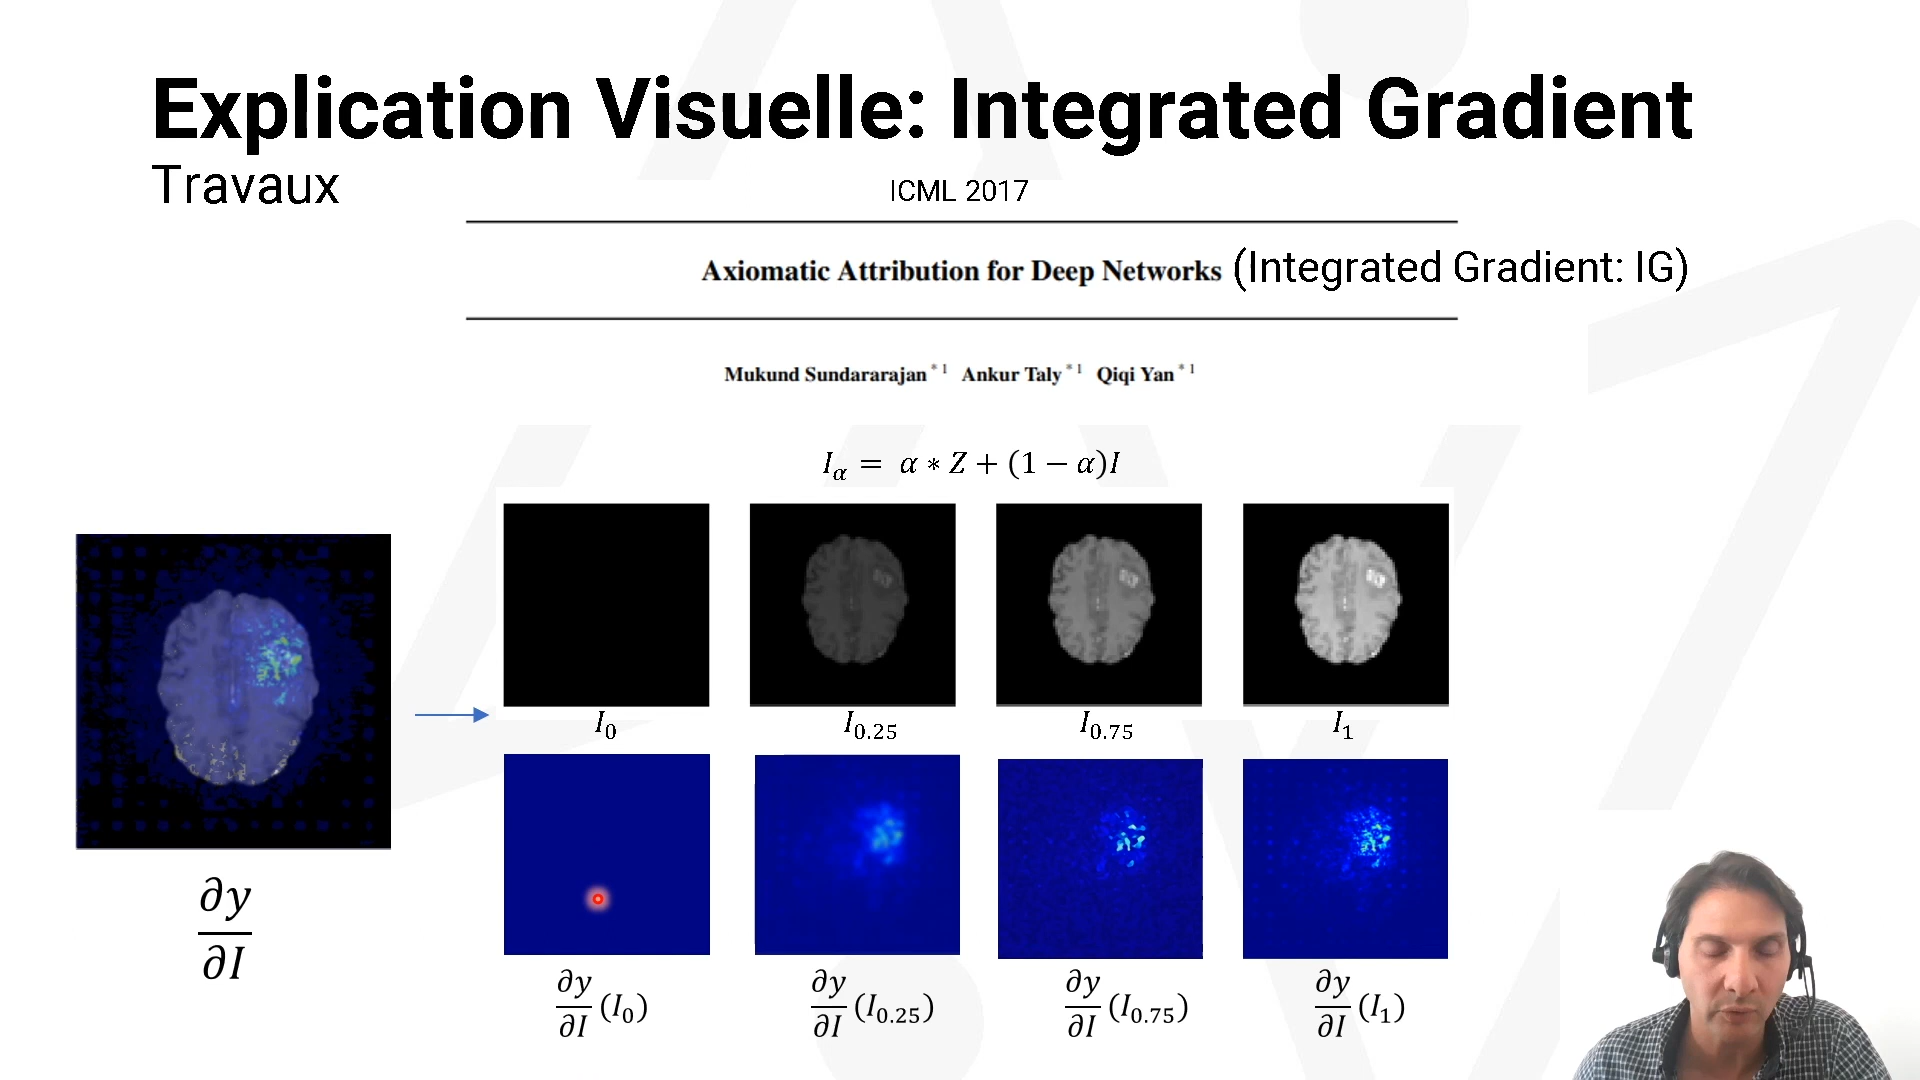 Explication Visuelle: Integrated Gradient
Travaux
ICML 2017
Axiomatic Attribution for Deep Networks (Integrated Gradient: IG)
Mukund Sundararajan *1 Ankur Taly *1 Qiqi Yan *1
I_α = α ∗ Z + (1 − α)I
I_0 I_0.25 I_0.75 I_1
∂y/∂I
∂y/∂I (I_0) ∂y/∂I (I_0.25) ∂y/∂I (I_0.75) ∂y/∂I (I_1)